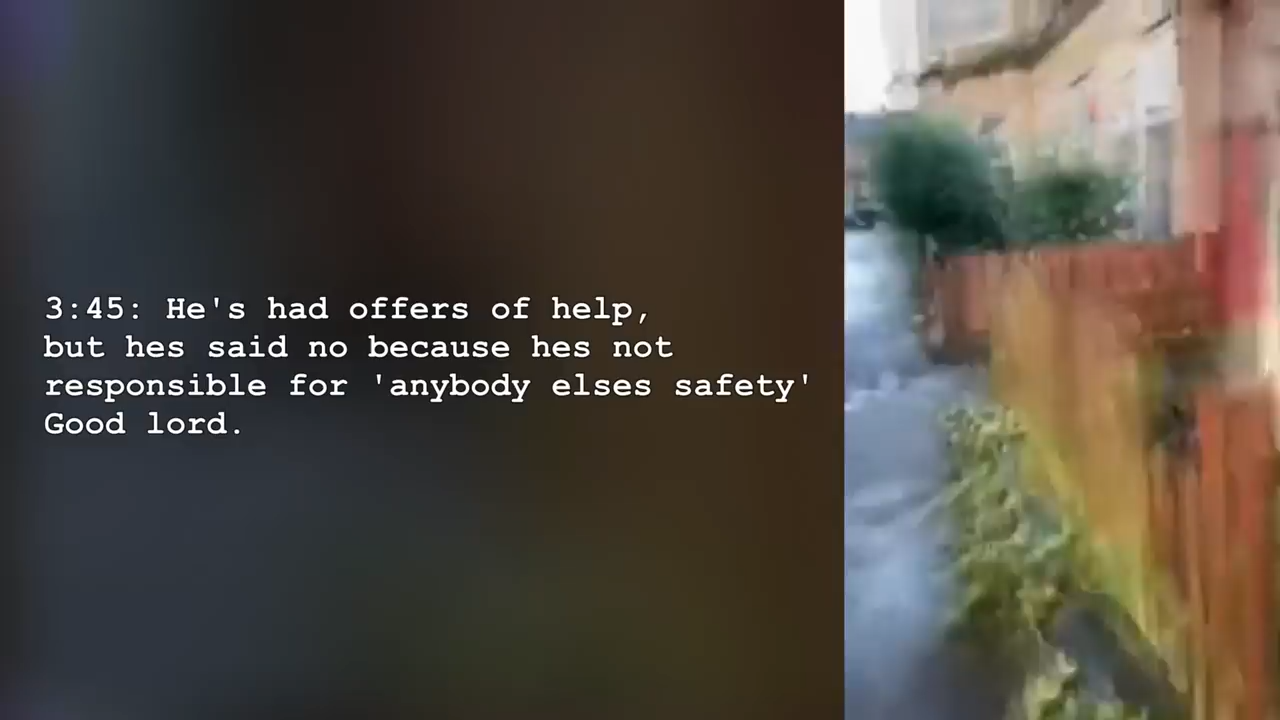 3:45: He's had offers of help,
but hes said no because hes not
responsible for 'anybody elses safety'
Good lord.